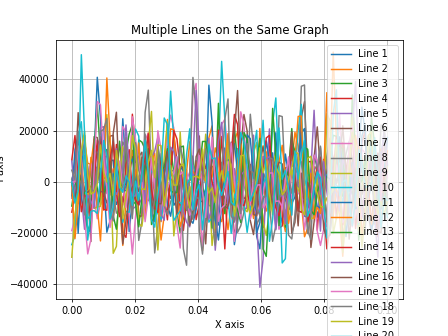 Multiple Lines on the Same Graph
40000
20000
0
−20000
−40000
axis
0.00
0.02
0.04
0.06
0.08
X axis
Line 1
Line 2
Line 3
Line 4
Line 5
Line 6
Line 7
Line 8
Line 9
Line 10
Line 11
Line 12
Line 13
Line 14
Line 15
Line 16
Line 17
Line 18
Line 19
Line 20